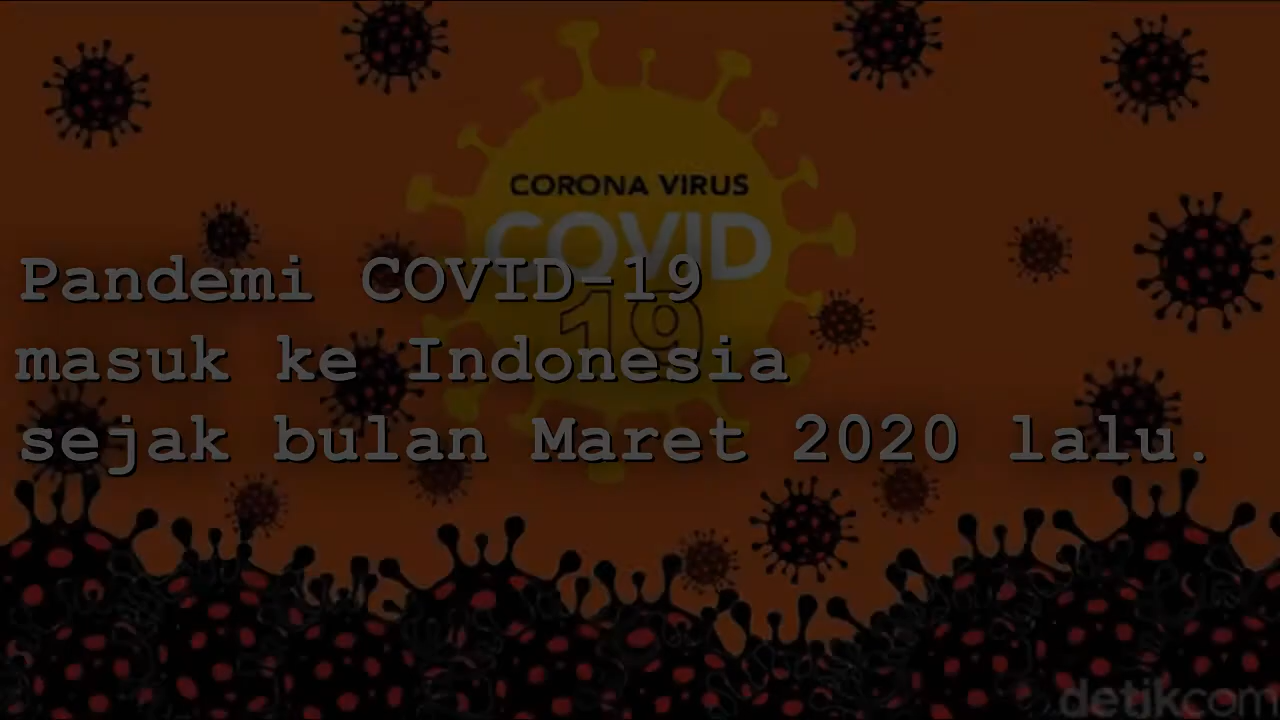 CORONA VIRUS
COVID
19
Pandemi COVID-19
masuk ke Indonesia
sejak bulan Maret 2020 lalu.
detikcom